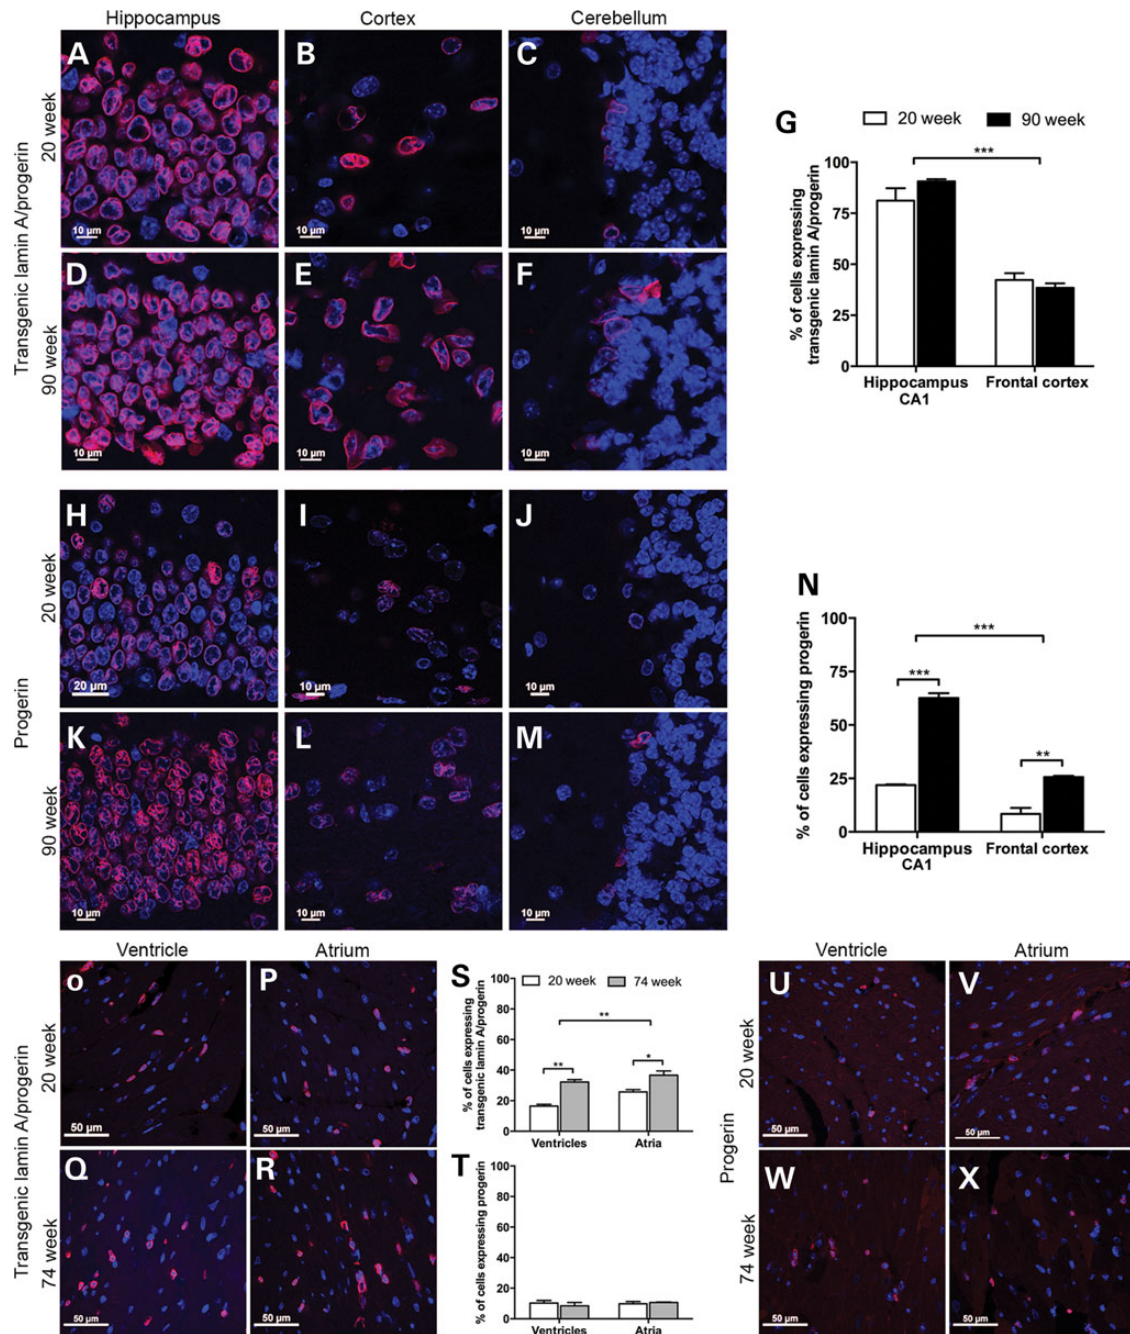 Hippocampus Cortex Cerebellum
Transgenic lamin A/progerin
20 week
A B C
10 µm 10 µm 10 µm
90 week
D E F
10 µm 10 µm 10 µm
G
20 week 90 week
% of cells expressing
transgenic lamin A/progerin
***
100
75
50
25
0
Hippocampus Frontal cortex
CA1
Progerin
20 week
H I J
20 µm 10 µm 10 µm
90 week
K L M
10 µm 10 µm 10 µm
N
% of cells expressing progerin
100
75
50
25
0
***
***
**
Hippocampus Frontal cortex
CA1
Ventricle Atrium
Transgenic lamin A/progerin
20 week
O P
50 µm 50 µm
74 week
Q R
50 µm 50 µm
S
20 week 74 week
% of cells expressing
transgenic lamin A/progerin
100
80
60
40
20
0
**
**
*
Ventricles Atria
T
% of cells expressing progerin
100
80
60
40
20
0
Ventricles Atria
Ventricle Atrium
Progerin
20 week
U V
50 µm 50 µm
74 week
W X
50 µm 50 µm